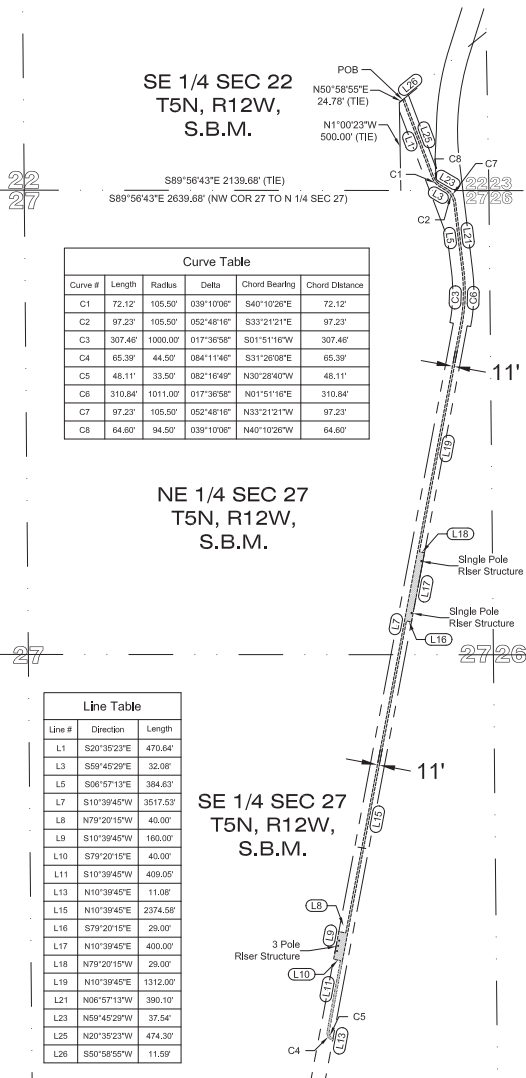 SE 1/4 SEC 22
T5N, R12W,
S.B.M.
POB
L26
N50°58'55"E
24.78' (TIE)
N1°00'23"W
500.00' (TIE)
L1
L25
C8
C7
C1
L23
L3
C2
22
27
S89°56'43"E 2139.68' (TIE)
S89°56'43"E 2639.68' (NW COR 27 TO N 1/4 SEC 27)
22 23
27 26
L5
L21
C3
C6
Curve Table
Curve # Length Radius Delta Chord Bearing Chord Distance
C1 72.12' 105.50' 039°10'06" S40°10'26"E 72.12'
C2 97.23' 105.50' 052°48'16" S33°21'21"E 97.23'
C3 307.46' 1000.00' 017°36'58" S01°51'16"W 307.46'
C4 65.39' 44.50' 084°11'46" S31°26'08"E 65.39'
C5 48.11' 33.50' 082°16'49" N30°28'40"W 48.11'
C6 310.84' 1011.00' 017°36'58" N01°51'16"E 310.84'
C7 97.23' 105.50' 052°48'16" N33°21'21"W 97.23'
C8 64.60' 94.50' 039°10'06" N40°10'26"W 64.60'
11'
L19
NE 1/4 SEC 27
T5N, R12W,
S.B.M.
L18
Single Pole
Riser Structure
L17
Single Pole
Riser Structure
L7
L16
27
27 26
Line Table
Line # Direction Length
L1 S20°35'23"E 470.64'
L3 S59°45'29"E 32.08'
L5 S06°57'13"E 384.63'
L7 S10°39'45"W 3517.53'
L8 N79°20'15"W 40.00'
L9 S10°39'45"W 160.00'
L10 S79°20'15"E 40.00'
L11 S10°39'45"W 409.05'
L13 N10°39'45"E 11.08'
L15 N10°39'45"E 2374.58'
L16 S79°20'15"E 29.00'
L17 N10°39'45"E 400.00'
L18 N79°20'15"W 29.00'
L19 N10°39'45"E 1312.00'
L21 N06°57'13"W 390.10'
L23 N59°45'29"W 37.54'
L25 N20°35'23"W 474.30'
L26 S50°58'55"W 11.59'
11'
SE 1/4 SEC 27
T5N, R12W,
S.B.M.
L15
L8
L9
3 Pole
Riser Structure
L10
L11
C5
C4
L13